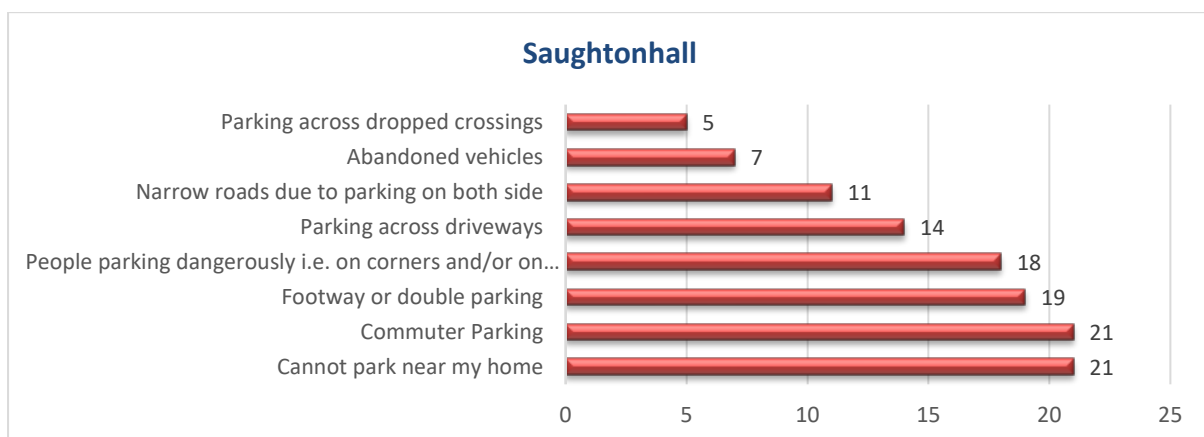 Saughtonhall
Parking across dropped crossings 5
Abandoned vehicles 7
Narrow roads due to parking on both side 11
Parking across driveways 14
People parking dangerously i.e. on corners and/or on… 18
Footway or double parking 19
Commuter Parking 21
Cannot park near my home 21
0 5 10 15 20 25